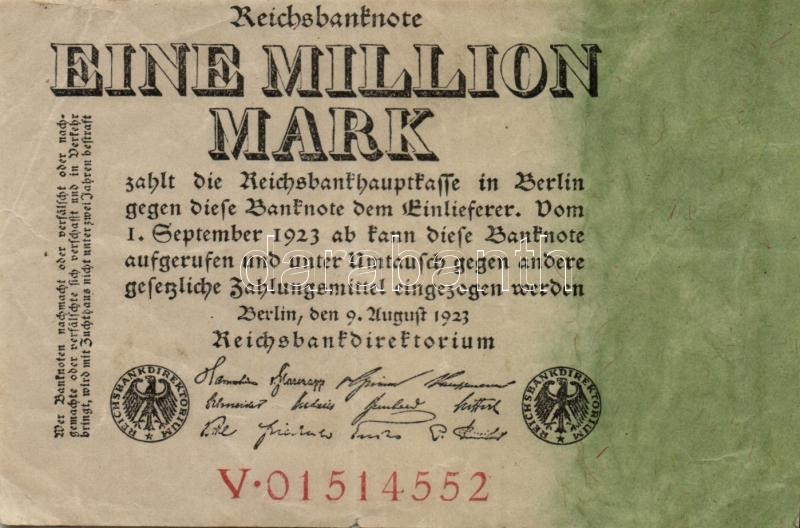 Reichsbanknote
EINE MILLION
MARK
zahlt die Reichsbankhauptkasse in Berlin
gegen diese Banknote dem Einlieferer. Vom
1. September 1923 ab kann diese Banknote
aufgerufen und unter Umtausch gegen andere
gesetzliche Zahlungsmittel eingezogen werden
Berlin, den 9. August 1923
Reichsbankdirektorium
Wer Banknoten nachmacht oder verfälscht oder nach-
gemachte oder verfälschte sich verschafft und in Verkehr
bringt, wird mit Zuchthaus nicht unter zwei Jahren bestraft
REICHSBANKDIREKTORIUM
REICHSBANKDIREKTORIUM
V·01514552
darabanth